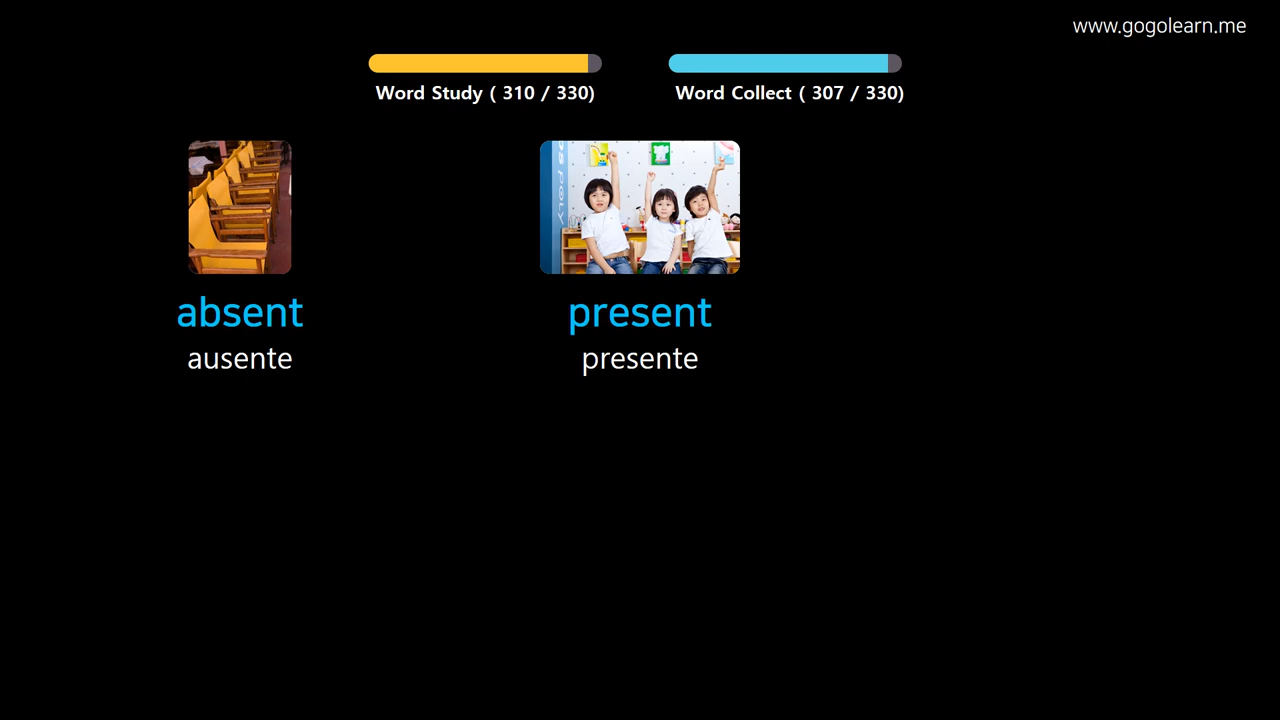 www.gogolearn.me
Word Study ( 310 / 330)
Word Collect ( 307 / 330)
absent
present
ausente
presente